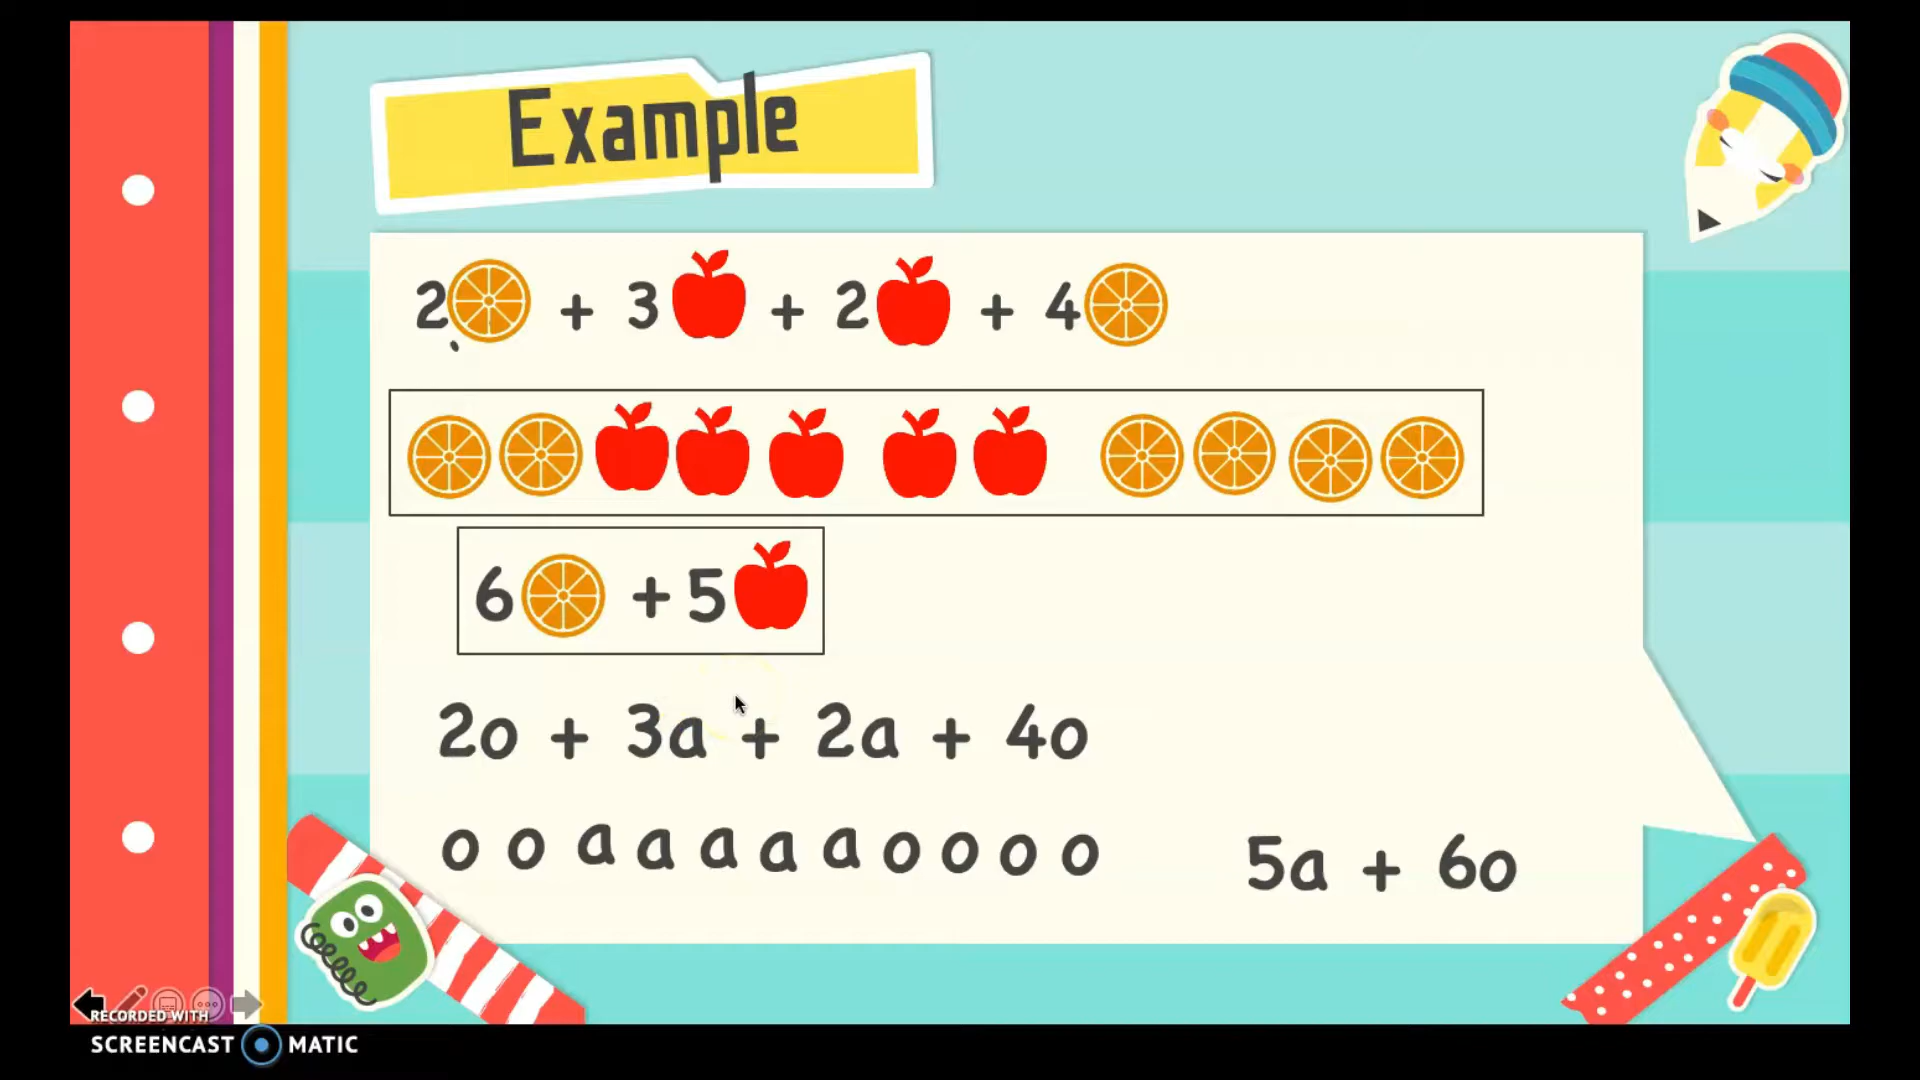 Example
2 + 3 + 2 + 4
6 + 5
2o + 3a + 2a + 4o
o o a a a a a o o o o
5a + 6o
RECORDED WITH
SCREENCAST MATIC